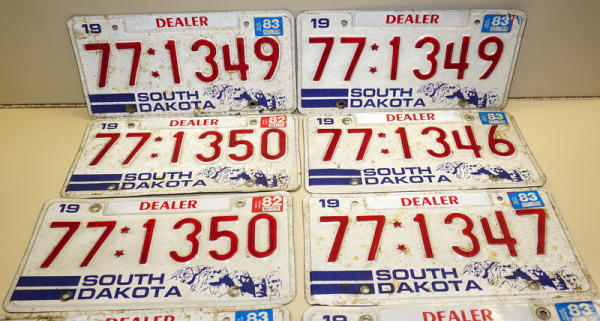 19 DEALER 83
77 1349
SOUTH
DAKOTA
19 DEALER 83
77 1349
SOUTH
DAKOTA
19 DEALER 82
77 1350
SOUTH
DAKOTA
19 DEALER 83
77 1346
SOUTH
DAKOTA
19 DEALER 82
77 1350
SOUTH
DAKOTA
19 DEALER 83
77 1347
SOUTH
DAKOTA
DEALER 83
19 DEALER 83